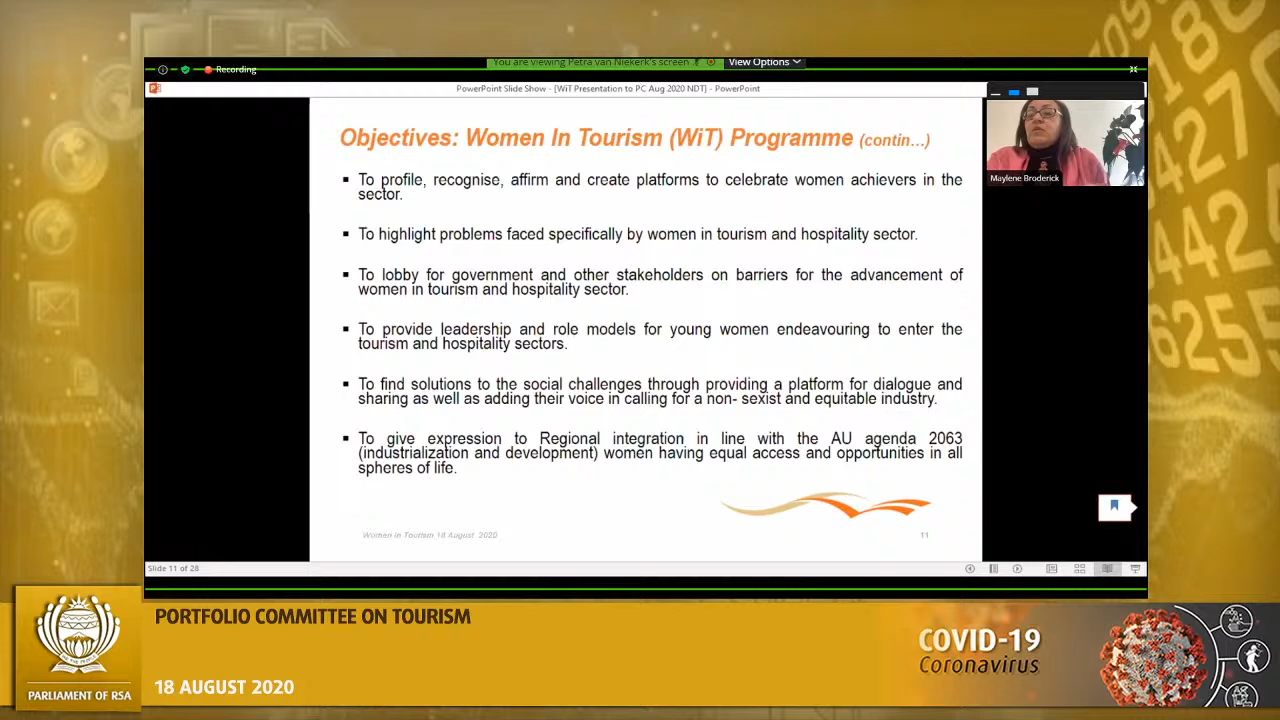 Recording
You are viewing Petra van Niekerk's screen
View Options
PowerPoint Slide Show - [WiT Presentation to PC Aug 2020 NDT] - PowerPoint
Objectives: Women In Tourism (WiT) Programme (contin…)
▪ To profile, recognise, affirm and create platforms to celebrate women achievers in the
sector.
▪ To highlight problems faced specifically by women in tourism and hospitality sector.
▪ To lobby for government and other stakeholders on barriers for the advancement of
women in tourism and hospitality sector.
▪ To provide leadership and role models for young women endeavouring to enter the
tourism and hospitality sectors.
▪ To find solutions to the social challenges through providing a platform for dialogue and
sharing as well as adding their voice in calling for a non- sexist and equitable industry.
▪ To give expression to Regional integration in line with the AU agenda 2063
(industrialization and development) women having equal access and opportunities in all
spheres of life.
Women in Tourism 18 August 2020
11
Maylene Broderick
Slide 11 of 28
PORTFOLIO COMMITTEE ON TOURISM
18 AUGUST 2020
PARLIAMENT OF RSA
COVID-19
Coronavirus